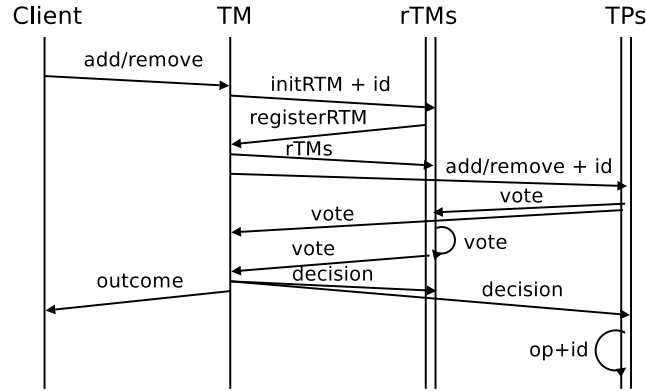 Client TM rTMs TPs
add/remove
initRTM + id
registerRTM
rTMs
add/remove + id
vote
vote
vote
vote
decision
outcome
decision
op+id